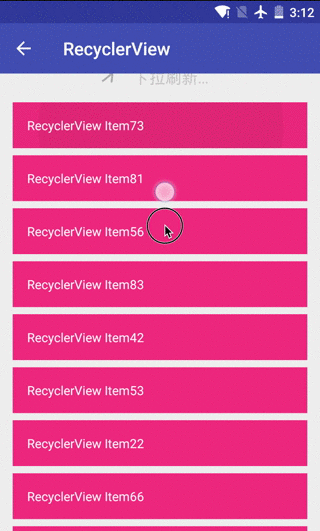 3:12
RecyclerView
下拉刷新...
RecyclerView Item73
RecyclerView Item81
RecyclerView Item56
RecyclerView Item83
RecyclerView Item42
RecyclerView Item53
RecyclerView Item22
RecyclerView Item66